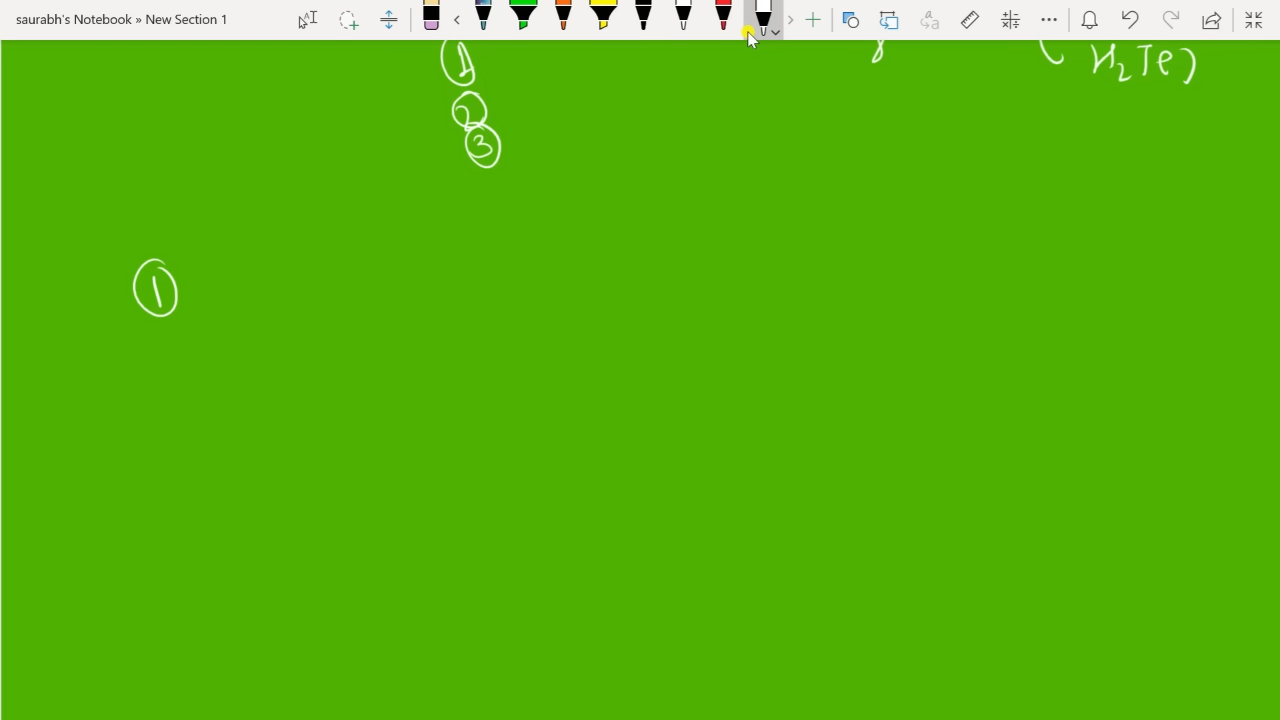 saurabh's Notebook » New Section 1
① H₂Te)
②
③
①